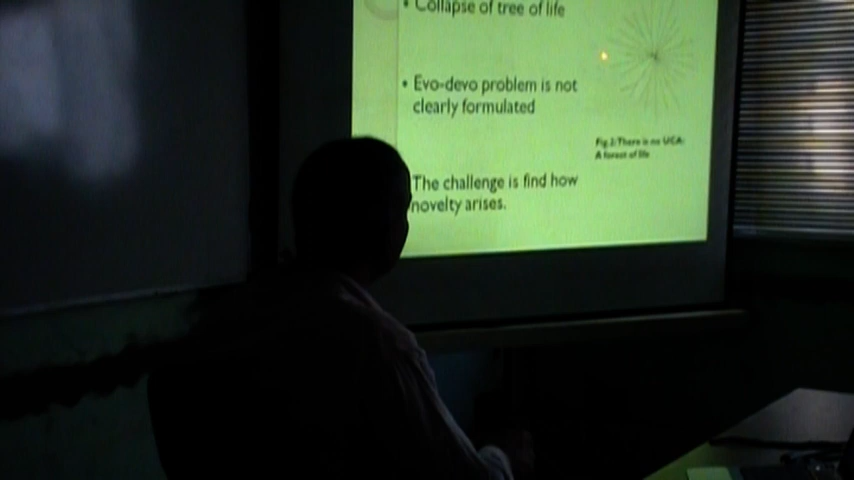 • Collapse of tree of life
• Evo-devo problem is not
clearly formulated
Fig.2: There is no UCA:
A forest of life
The challenge is find how
novelty arises.